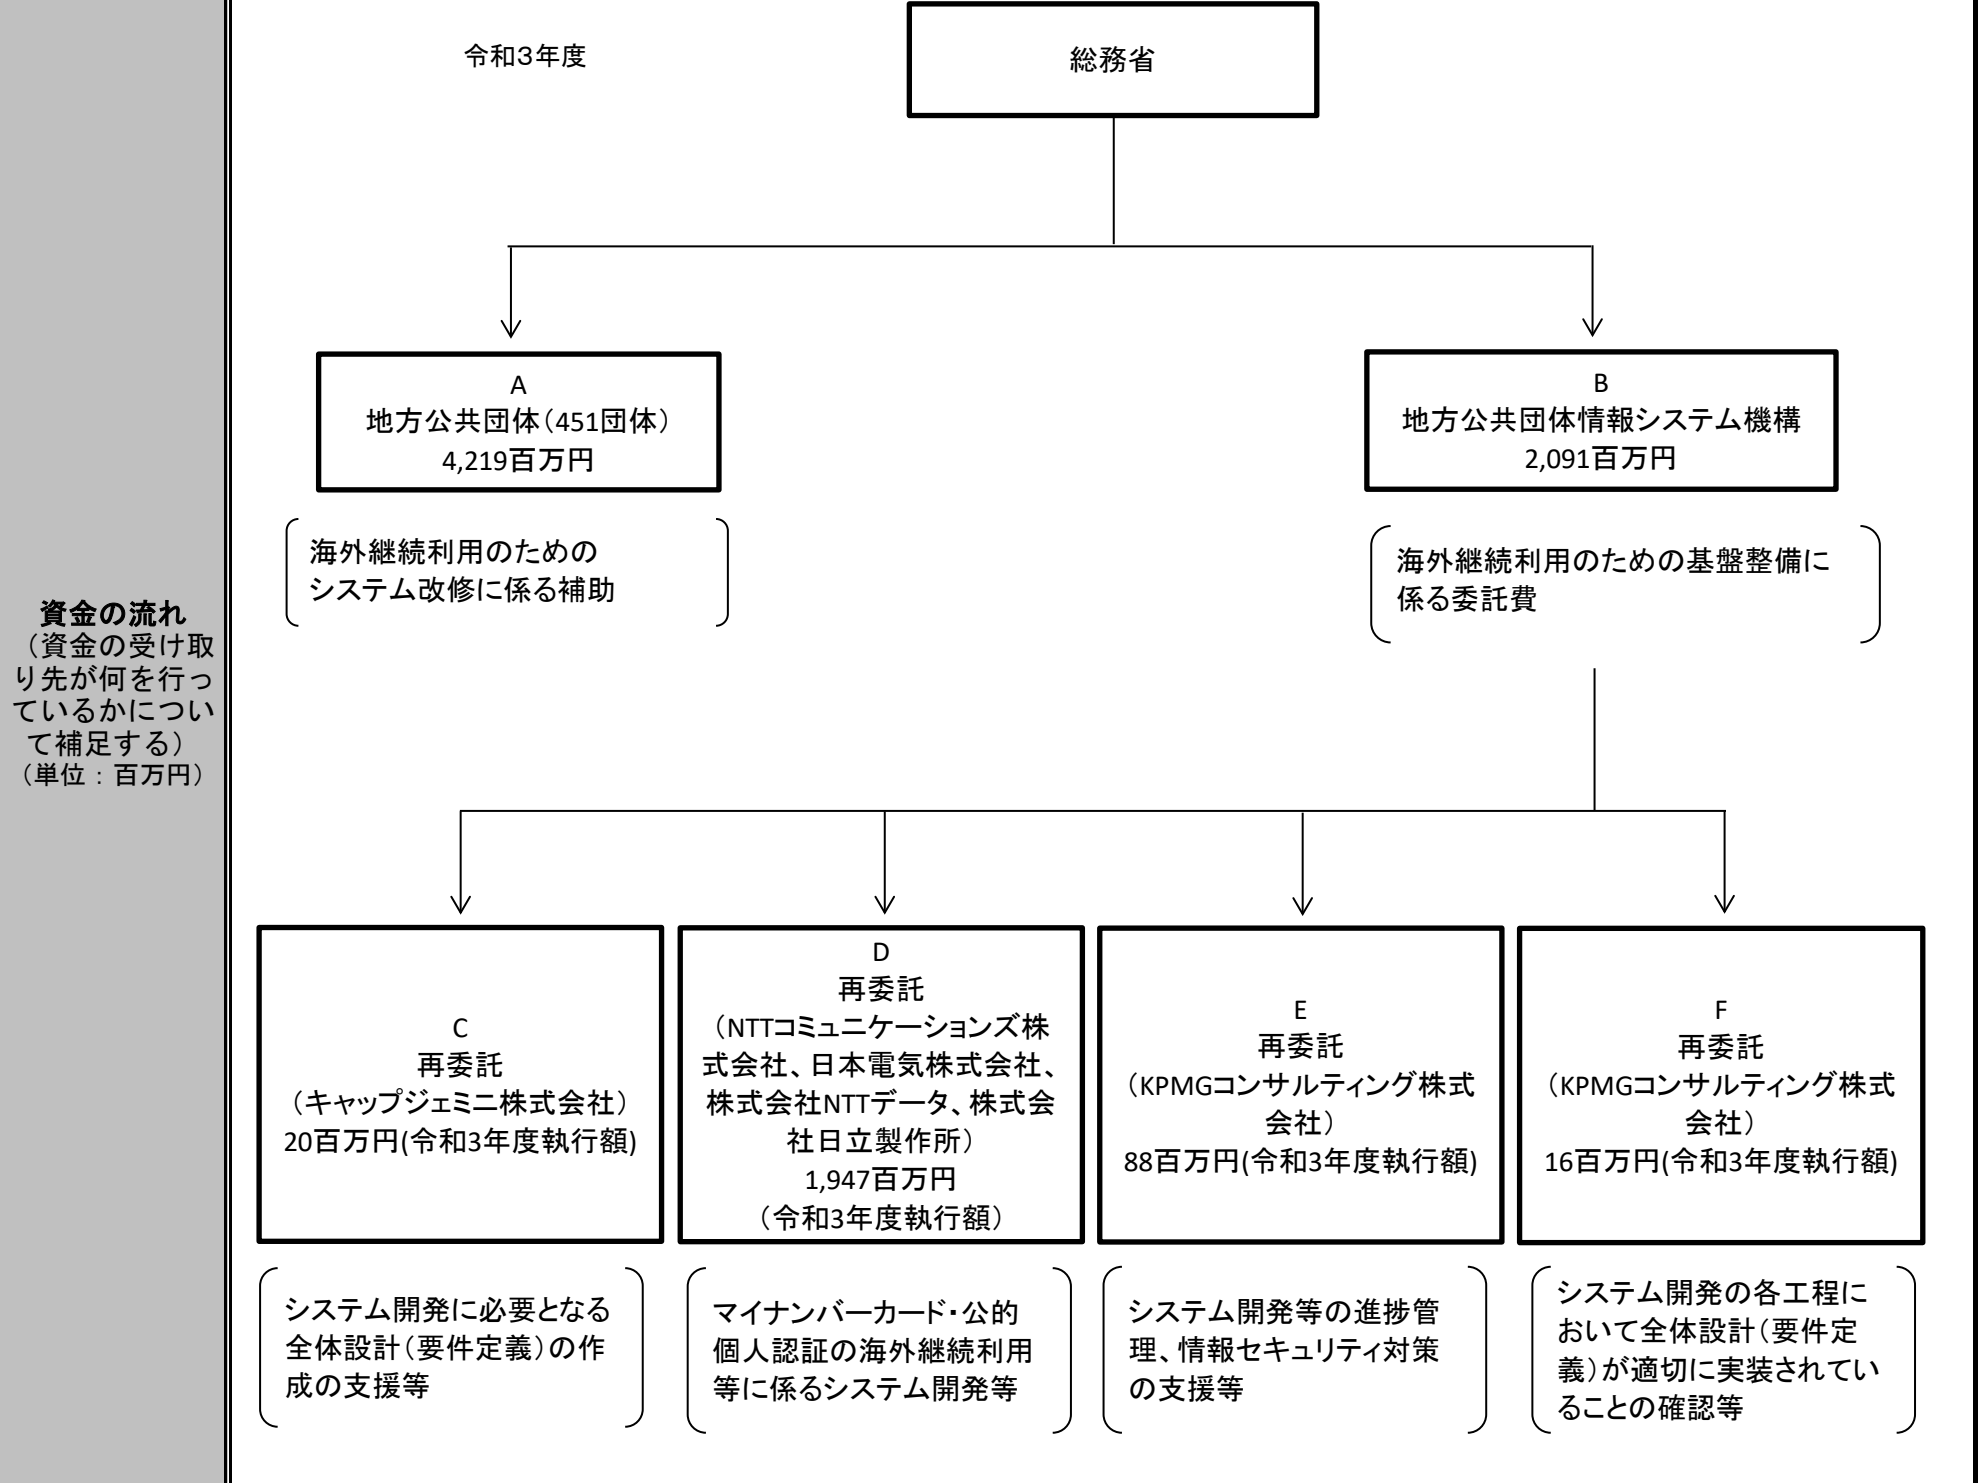 令和3年度
総務省
A
地方公共団体(451団体)
4,219百万円
B
地方公共団体情報システム機構
2,091百万円
海外継続利用のための
システム改修に係る補助
海外継続利用のための基盤整備に
係る委託費
資金の流れ
（資金の受け取
り先が何を行っ
ているかについ
て補足する）
（単位：百万円）
C
再委託
（キャップジェミニ株式会社）
20百万円(令和3年度執行額)
D
再委託
（NTTコミュニケーションズ株
式会社、日本電気株式会社、
株式会社NTTデータ、株式会
社日立製作所）
1,947百万円
（令和3年度執行額）
E
再委託
（KPMGコンサルティング株式
会社）
88百万円(令和3年度執行額)
F
再委託
（KPMGコンサルティング株式
会社）
16百万円(令和3年度執行額)
システム開発に必要となる
全体設計（要件定義）の作
成の支援等
マイナンバーカード・公的
個人認証の海外継続利用
等に係るシステム開発等
システム開発等の進捗管
理、情報セキュリティ対策
の支援等
システム開発の各工程に
おいて全体設計（要件定
義）が適切に実装されてい
ることの確認等